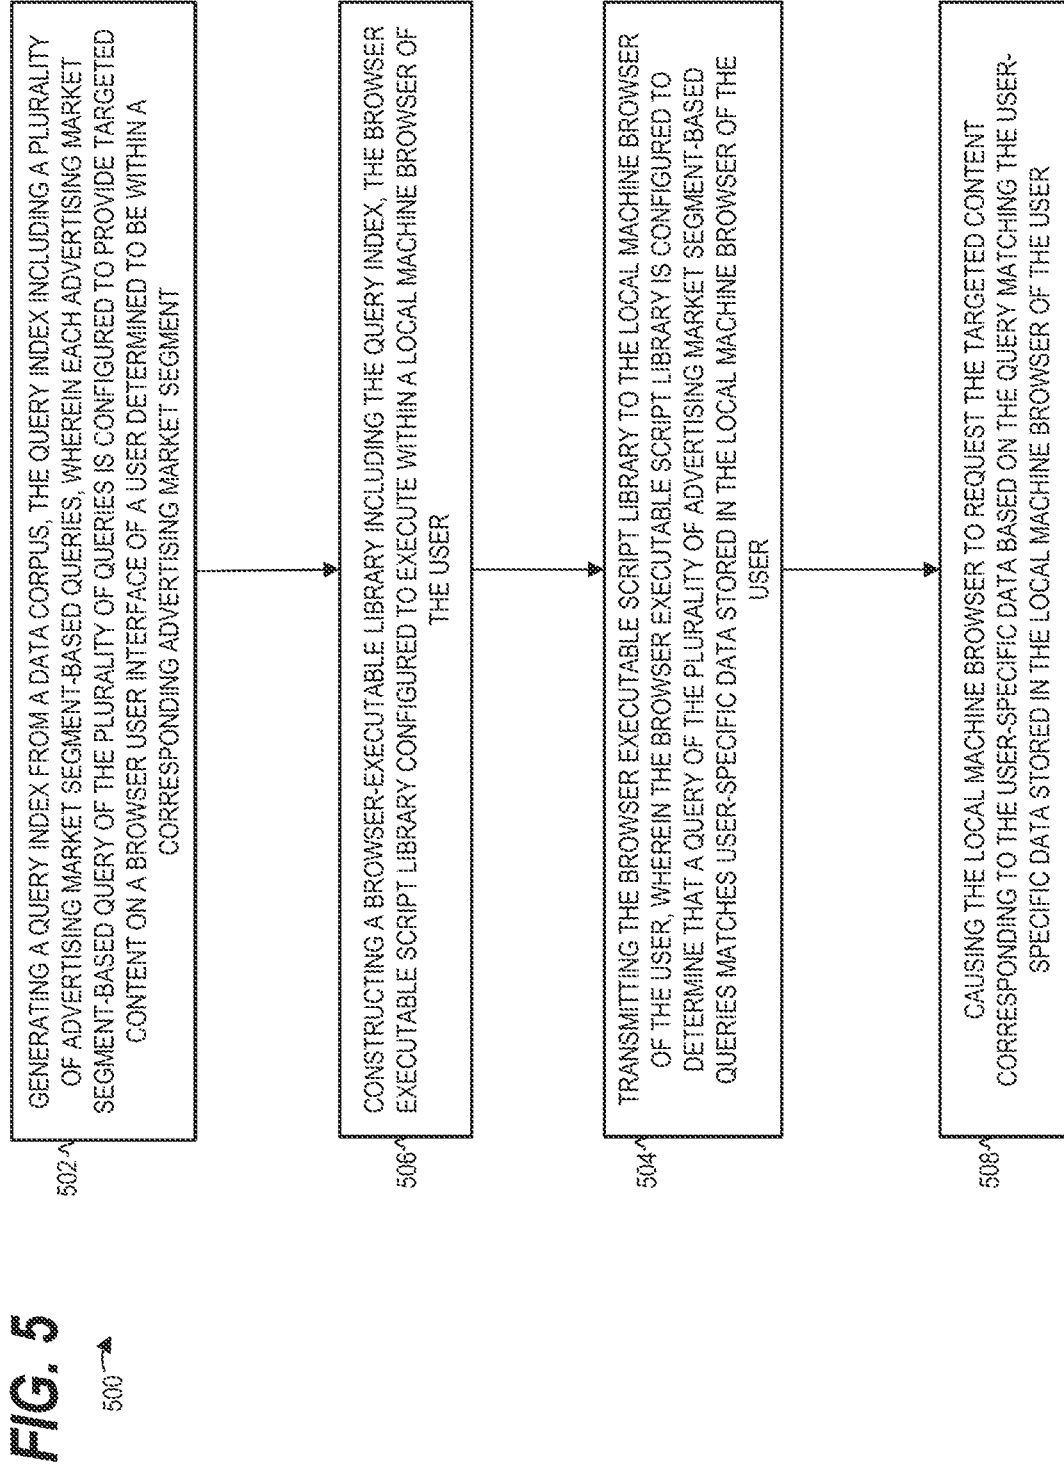 FIG. 5
500
502
GENERATING A QUERY INDEX FROM A DATA CORPUS, THE QUERY INDEX INCLUDING A PLURALITY
OF ADVERTISING MARKET SEGMENT-BASED QUERIES, WHEREIN EACH ADVERTISING MARKET
SEGMENT-BASED QUERY OF THE PLURALITY OF QUERIES IS CONFIGURED TO PROVIDE TARGETED
CONTENT ON A BROWSER USER INTERFACE OF A USER DETERMINED TO BE WITHIN A
CORRESPONDING ADVERTISING MARKET SEGMENT
506
CONSTRUCTING A BROWSER-EXECUTABLE LIBRARY INCLUDING THE QUERY INDEX, THE BROWSER
EXECUTABLE SCRIPT LIBRARY CONFIGURED TO EXECUTE WITHIN A LOCAL MACHINE BROWSER OF
THE USER
504
TRANSMITTING THE BROWSER EXECUTABLE SCRIPT LIBRARY TO THE LOCAL MACHINE BROWSER
OF THE USER, WHEREIN THE BROWSER EXECUTABLE SCRIPT LIBRARY IS CONFIGURED TO
DETERMINE THAT A QUERY OF THE PLURALITY OF ADVERTISING MARKET SEGMENT-BASED
QUERIES MATCHES USER-SPECIFIC DATA STORED IN THE LOCAL MACHINE BROWSER OF THE
USER
508
CAUSING THE LOCAL MACHINE BROWSER TO REQUEST THE TARGETED CONTENT
CORRESPONDING TO THE USER-SPECIFIC DATA BASED ON THE QUERY MATCHING THE USER-
SPECIFIC DATA STORED IN THE LOCAL MACHINE BROWSER OF THE USER